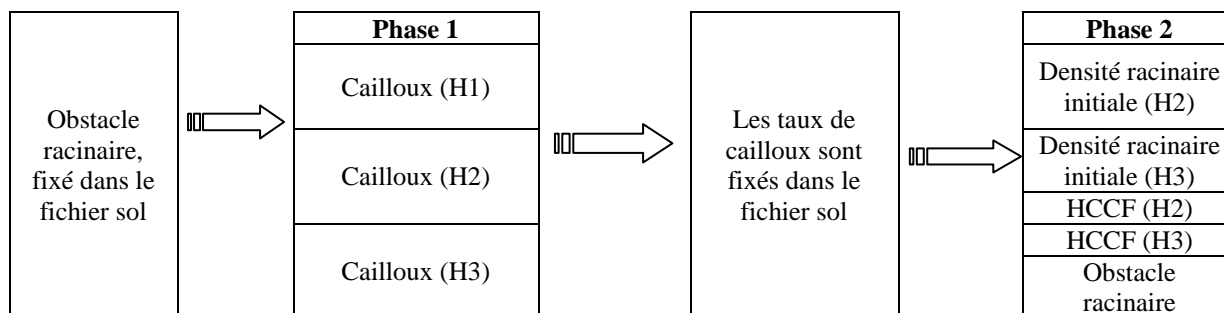 Obstacle
racinaire,
fixé dans le
fichier sol
Phase 1
Cailloux (H1)
Cailloux (H2)
Cailloux (H3)
Les taux de
cailloux sont
fixés dans le
fichier sol
Phase 2
Densité racinaire
initiale (H2)
Densité racinaire
initiale (H3)
HCCF (H2)
HCCF (H3)
Obstacle
racinaire